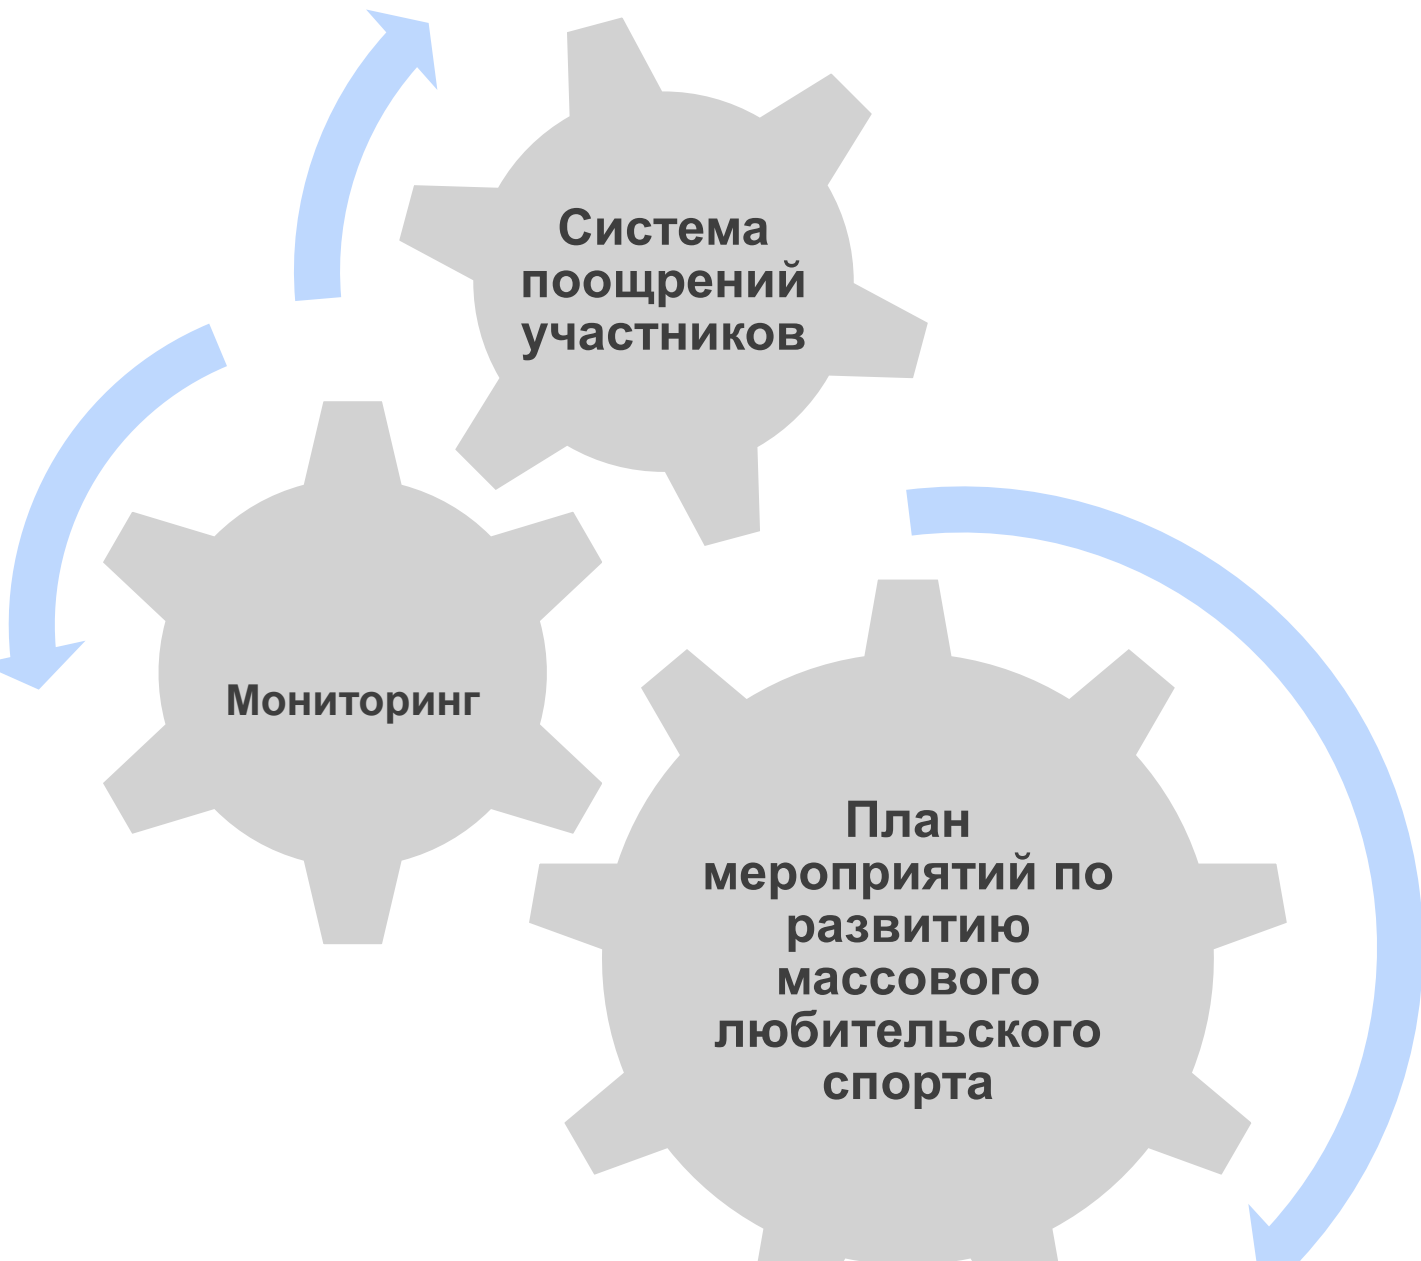 Система
поощрений
участников
Мониторинг
План
мероприятий по
развитию
массового
любительского
спорта